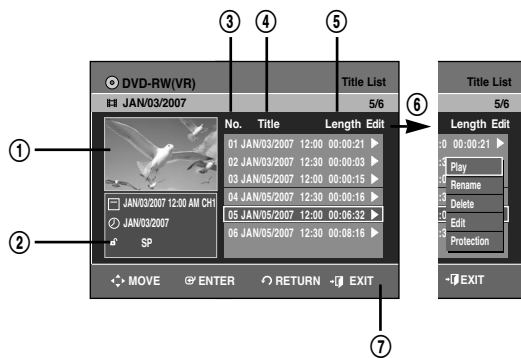 ③ ④ ⑤
DVD-RW(VR) Title List
JAN/03/2007 5/6
No. Title Length Edit
01 JAN/03/2007 12:00 00:00:21
02 JAN/03/2007 12:30 00:00:03
03 JAN/03/2007 12:00 00:00:15
04 JAN/05/2007 12:30 00:00:16
05 JAN/05/2007 12:00 00:06:32
06 JAN/05/2007 12:30 00:08:16
①
JAN/03/2007 12:00 AM CH1
JAN/03/2007
② SP
MOVE ENTER RETURN EXIT
⑦
⑥
Title List
5/6
Length Edit
:0 00:00:21
Play
Rename
Delete
Edit
Protection
EXIT